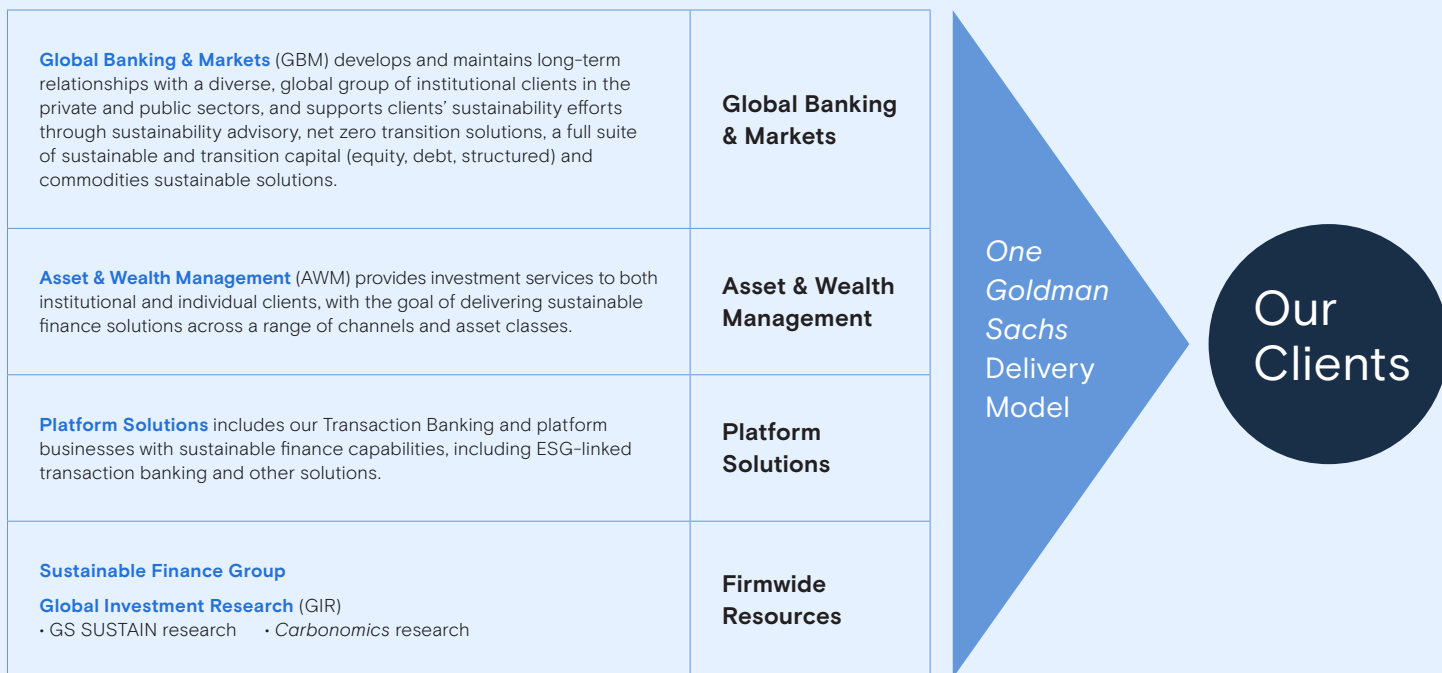 Global Banking & Markets (GBM) develops and maintains long-term
relationships with a diverse, global group of institutional clients in the
private and public sectors, and supports clients’ sustainability efforts
through sustainability advisory, net zero transition solutions, a full suite
of sustainable and transition capital (equity, debt, structured) and
commodities sustainable solutions.
Global Banking
& Markets
Asset & Wealth Management (AWM) provides investment services to both
institutional and individual clients, with the goal of delivering sustainable
finance solutions across a range of channels and asset classes.
Asset & Wealth
Management
Platform Solutions includes our Transaction Banking and platform
businesses with sustainable finance capabilities, including ESG-linked
transaction banking and other solutions.
Platform
Solutions
Sustainable Finance Group
Global Investment Research (GIR)
• GS SUSTAIN research • Carbonomics research
Firmwide
Resources
One
Goldman
Sachs
Delivery
Model
Our
Clients